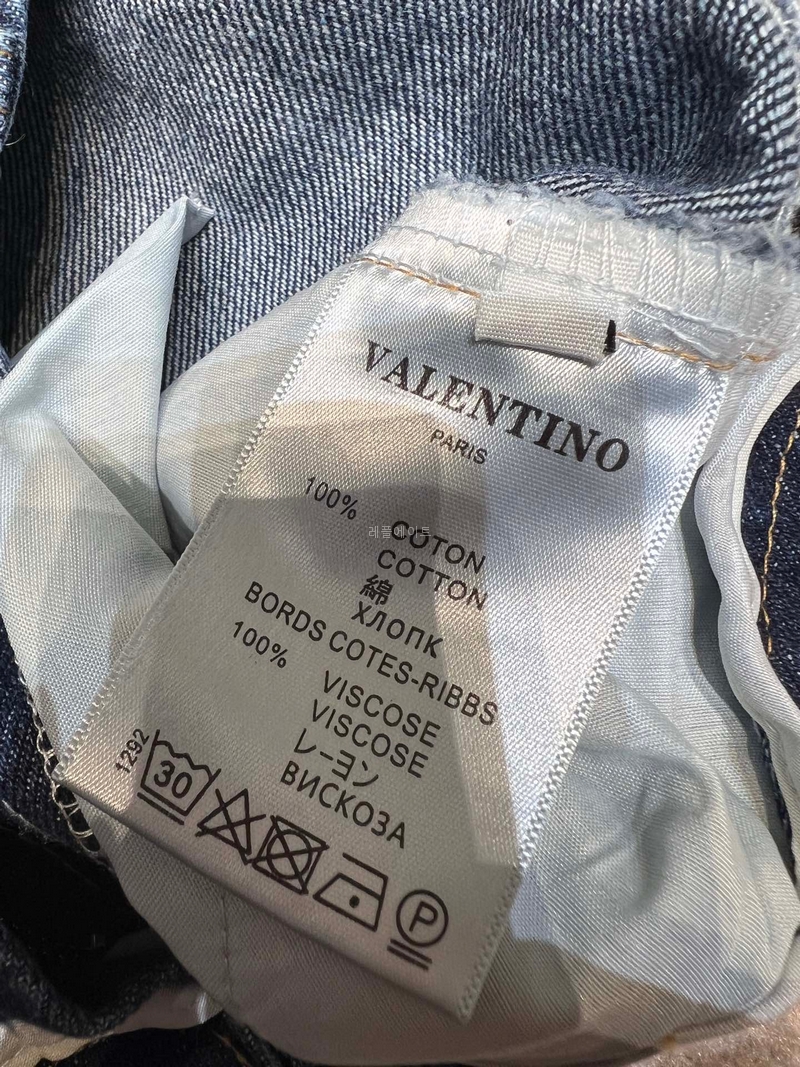 VALENTINO
PARIS
100% COTON
COTTON
綿
ХЛОПК
BORDS COTES-RIBBS
100% VISCOSE
VISCOSE
レーヨン
ВИСКОЗА
1292
30
P
레플에이트